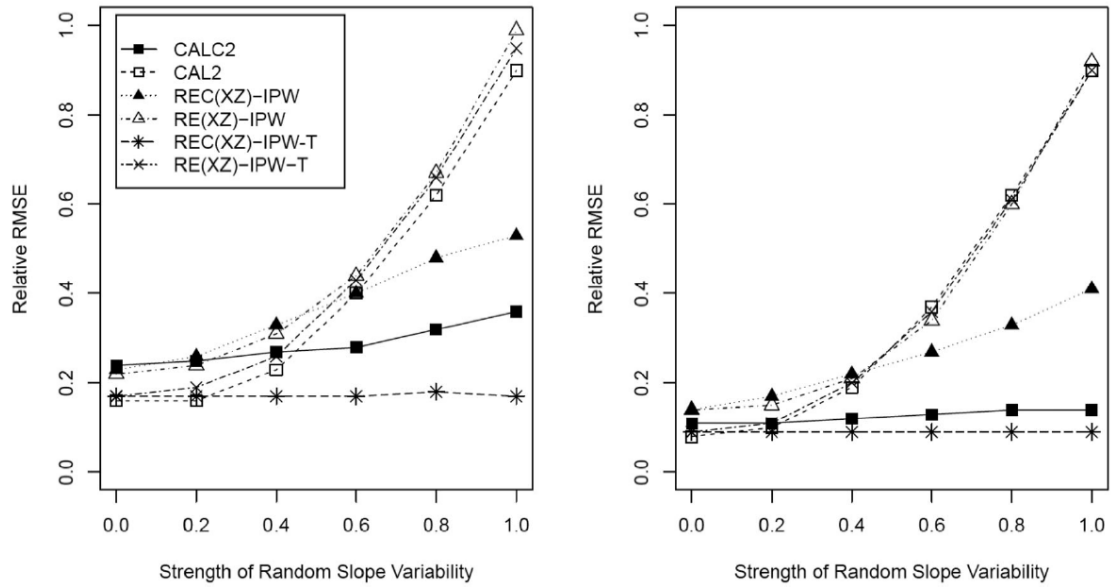 CALC2
CAL2
REC(XZ)−IPW
RE(XZ)−IPW
REC(XZ)−IPW-T
RE(XZ)−IPW−T
Relative RMSE
1.0
0.8
0.6
0.4
0.2
0.0
0.0 0.2 0.4 0.6 0.8 1.0
Strength of Random Slope Variability
Relative RMSE
1.0
0.8
0.6
0.4
0.2
0.0
0.0 0.2 0.4 0.6 0.8 1.0
Strength of Random Slope Variability